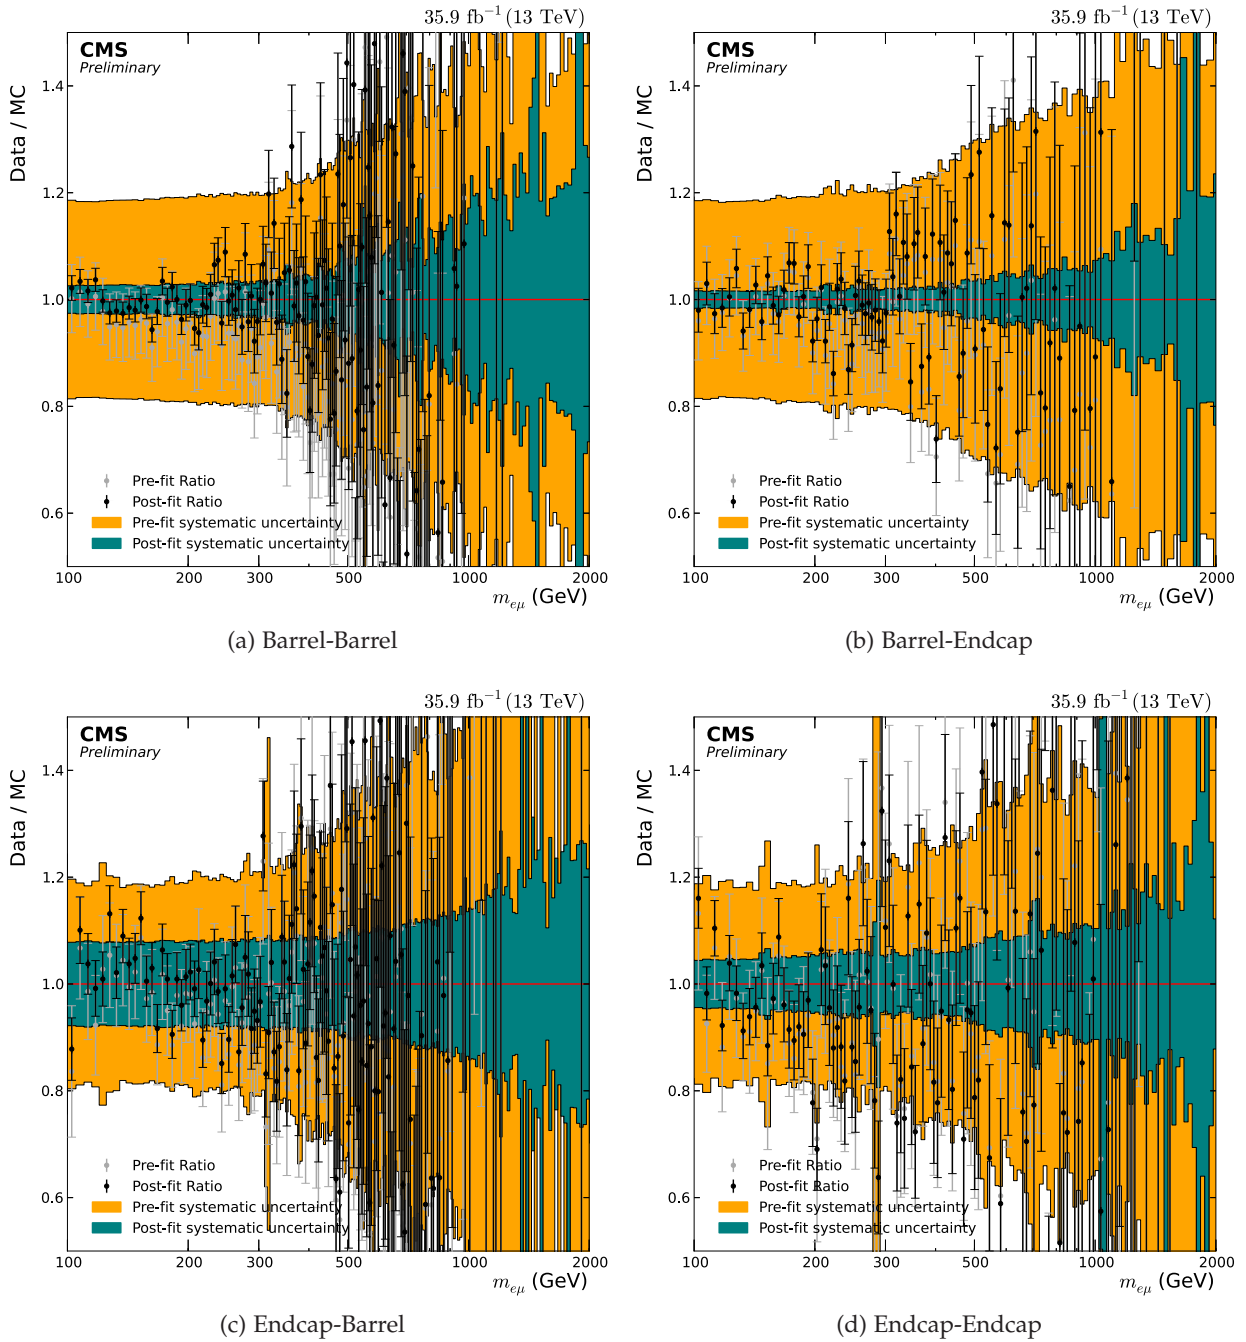 35.9 fb⁻¹ (13 TeV)
CMS
Preliminary
Data / MC
1.4
1.2
1.0
0.8
0.6
Pre-fit Ratio
Post-fit Ratio
Pre-fit systematic uncertainty
Post-fit systematic uncertainty
100 200 300 500 1000 2000
m_{eμ} (GeV)
(a) Barrel-Barrel
35.9 fb⁻¹ (13 TeV)
CMS
Preliminary
Data / MC
1.4
1.2
1.0
0.8
0.6
Pre-fit Ratio
Post-fit Ratio
Pre-fit systematic uncertainty
Post-fit systematic uncertainty
100 200 300 500 1000 2000
m_{eμ} (GeV)
(b) Barrel-Endcap
35.9 fb⁻¹ (13 TeV)
CMS
Preliminary
Data / MC
1.4
1.2
1.0
0.8
0.6
Pre-fit Ratio
Post-fit Ratio
Pre-fit systematic uncertainty
Post-fit systematic uncertainty
100 200 300 500 1000 2000
m_{eμ} (GeV)
(c) Endcap-Barrel
35.9 fb⁻¹ (13 TeV)
CMS
Preliminary
Data / MC
1.4
1.2
1.0
0.8
0.6
Pre-fit Ratio
Post-fit Ratio
Pre-fit systematic uncertainty
Post-fit systematic uncertainty
100 200 300 500 1000 2000
m_{eμ} (GeV)
(d) Endcap-Endcap